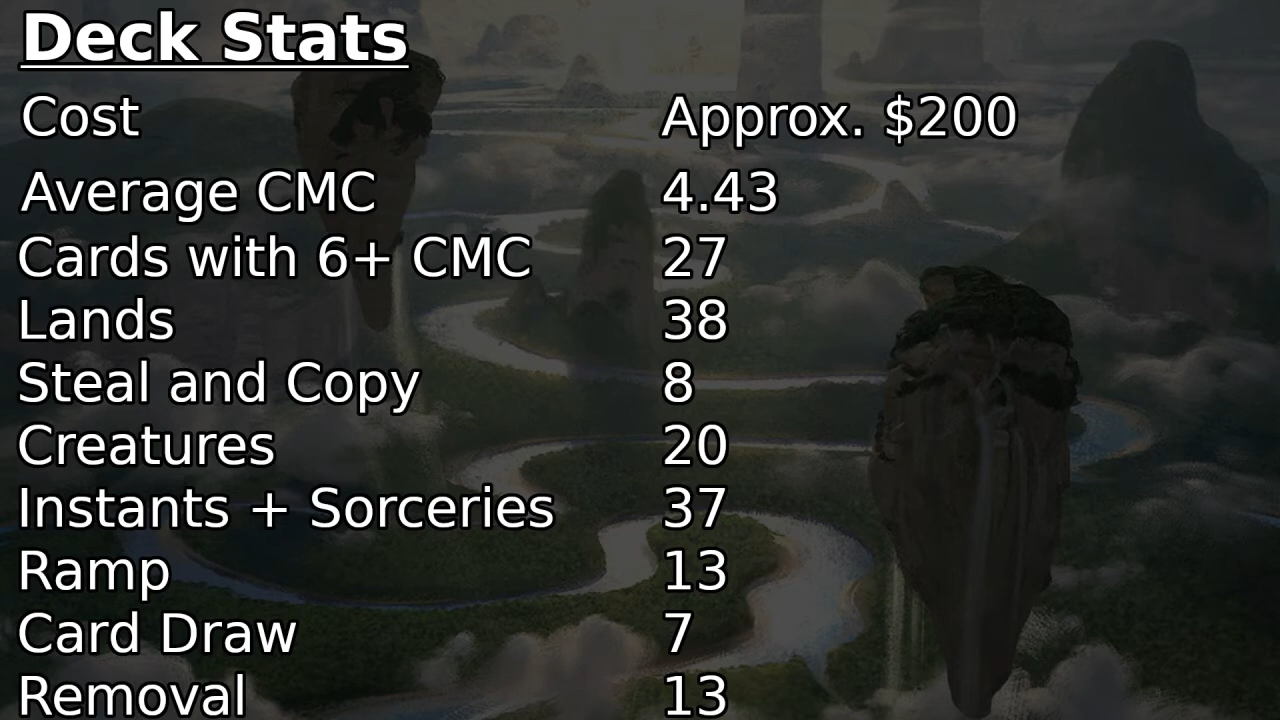 Deck Stats
Cost Approx. $200
Average CMC 4.43
Cards with 6+ CMC 27
Lands 38
Steal and Copy 8
Creatures 20
Instants + Sorceries 37
Ramp 13
Card Draw 7
Removal 13